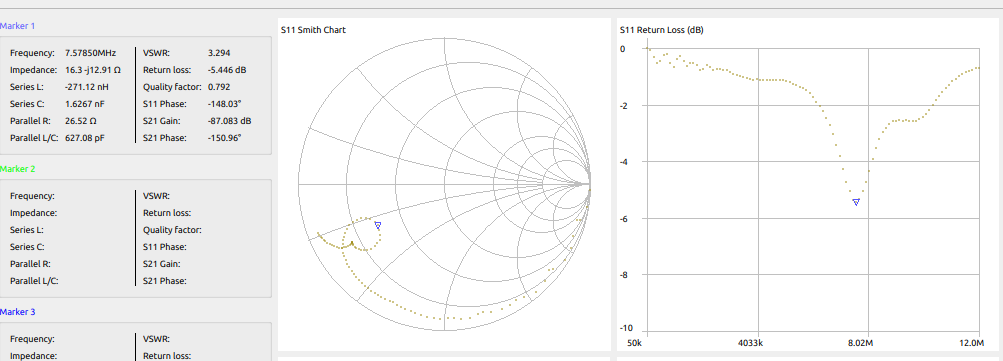 Marker 1
Frequency: 7.57850MHz VSWR: 3.294
Impedance: 16.3 -j12.91 Ω Return loss: -5.446 dB
Series L: -271.12 nH Quality factor: 0.792
Series C: 1.6267 nF S11 Phase: -148.03°
Parallel R: 26.52 Ω S21 Gain: -87.083 dB
Parallel L/C: 627.08 pF S21 Phase: -150.96°
Marker 2
Frequency: VSWR:
Impedance: Return loss:
Series L: Quality factor:
Series C: S11 Phase:
Parallel R: S21 Gain:
Parallel L/C: S21 Phase:
Marker 3
Frequency: VSWR:
Impedance: Return loss:
S11 Smith Chart
S11 Return Loss (dB)
0
-2
-4
-6
-8
-10
50k 4033k 8.02M 12.0M